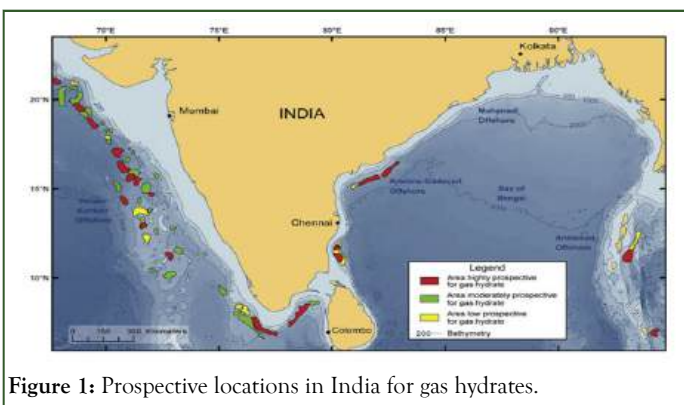 70°E 75°E 80°E 85°E 90°E
Kolkata
20°N
Mumbai
INDIA
Mahanadi
Offshore
15°N
Krishna-Godavari
Offshore
Bay of
Bengal
Chennai
Andaman
Offshore
10°N
Legend
Area highly prospective
for gas hydrate
Area moderately prospective
for gas hydrate
Area low prospective
for gas hydrate
200 Bathymetry
Colombo
Kilometers
Figure 1: Prospective locations in India for gas hydrates.